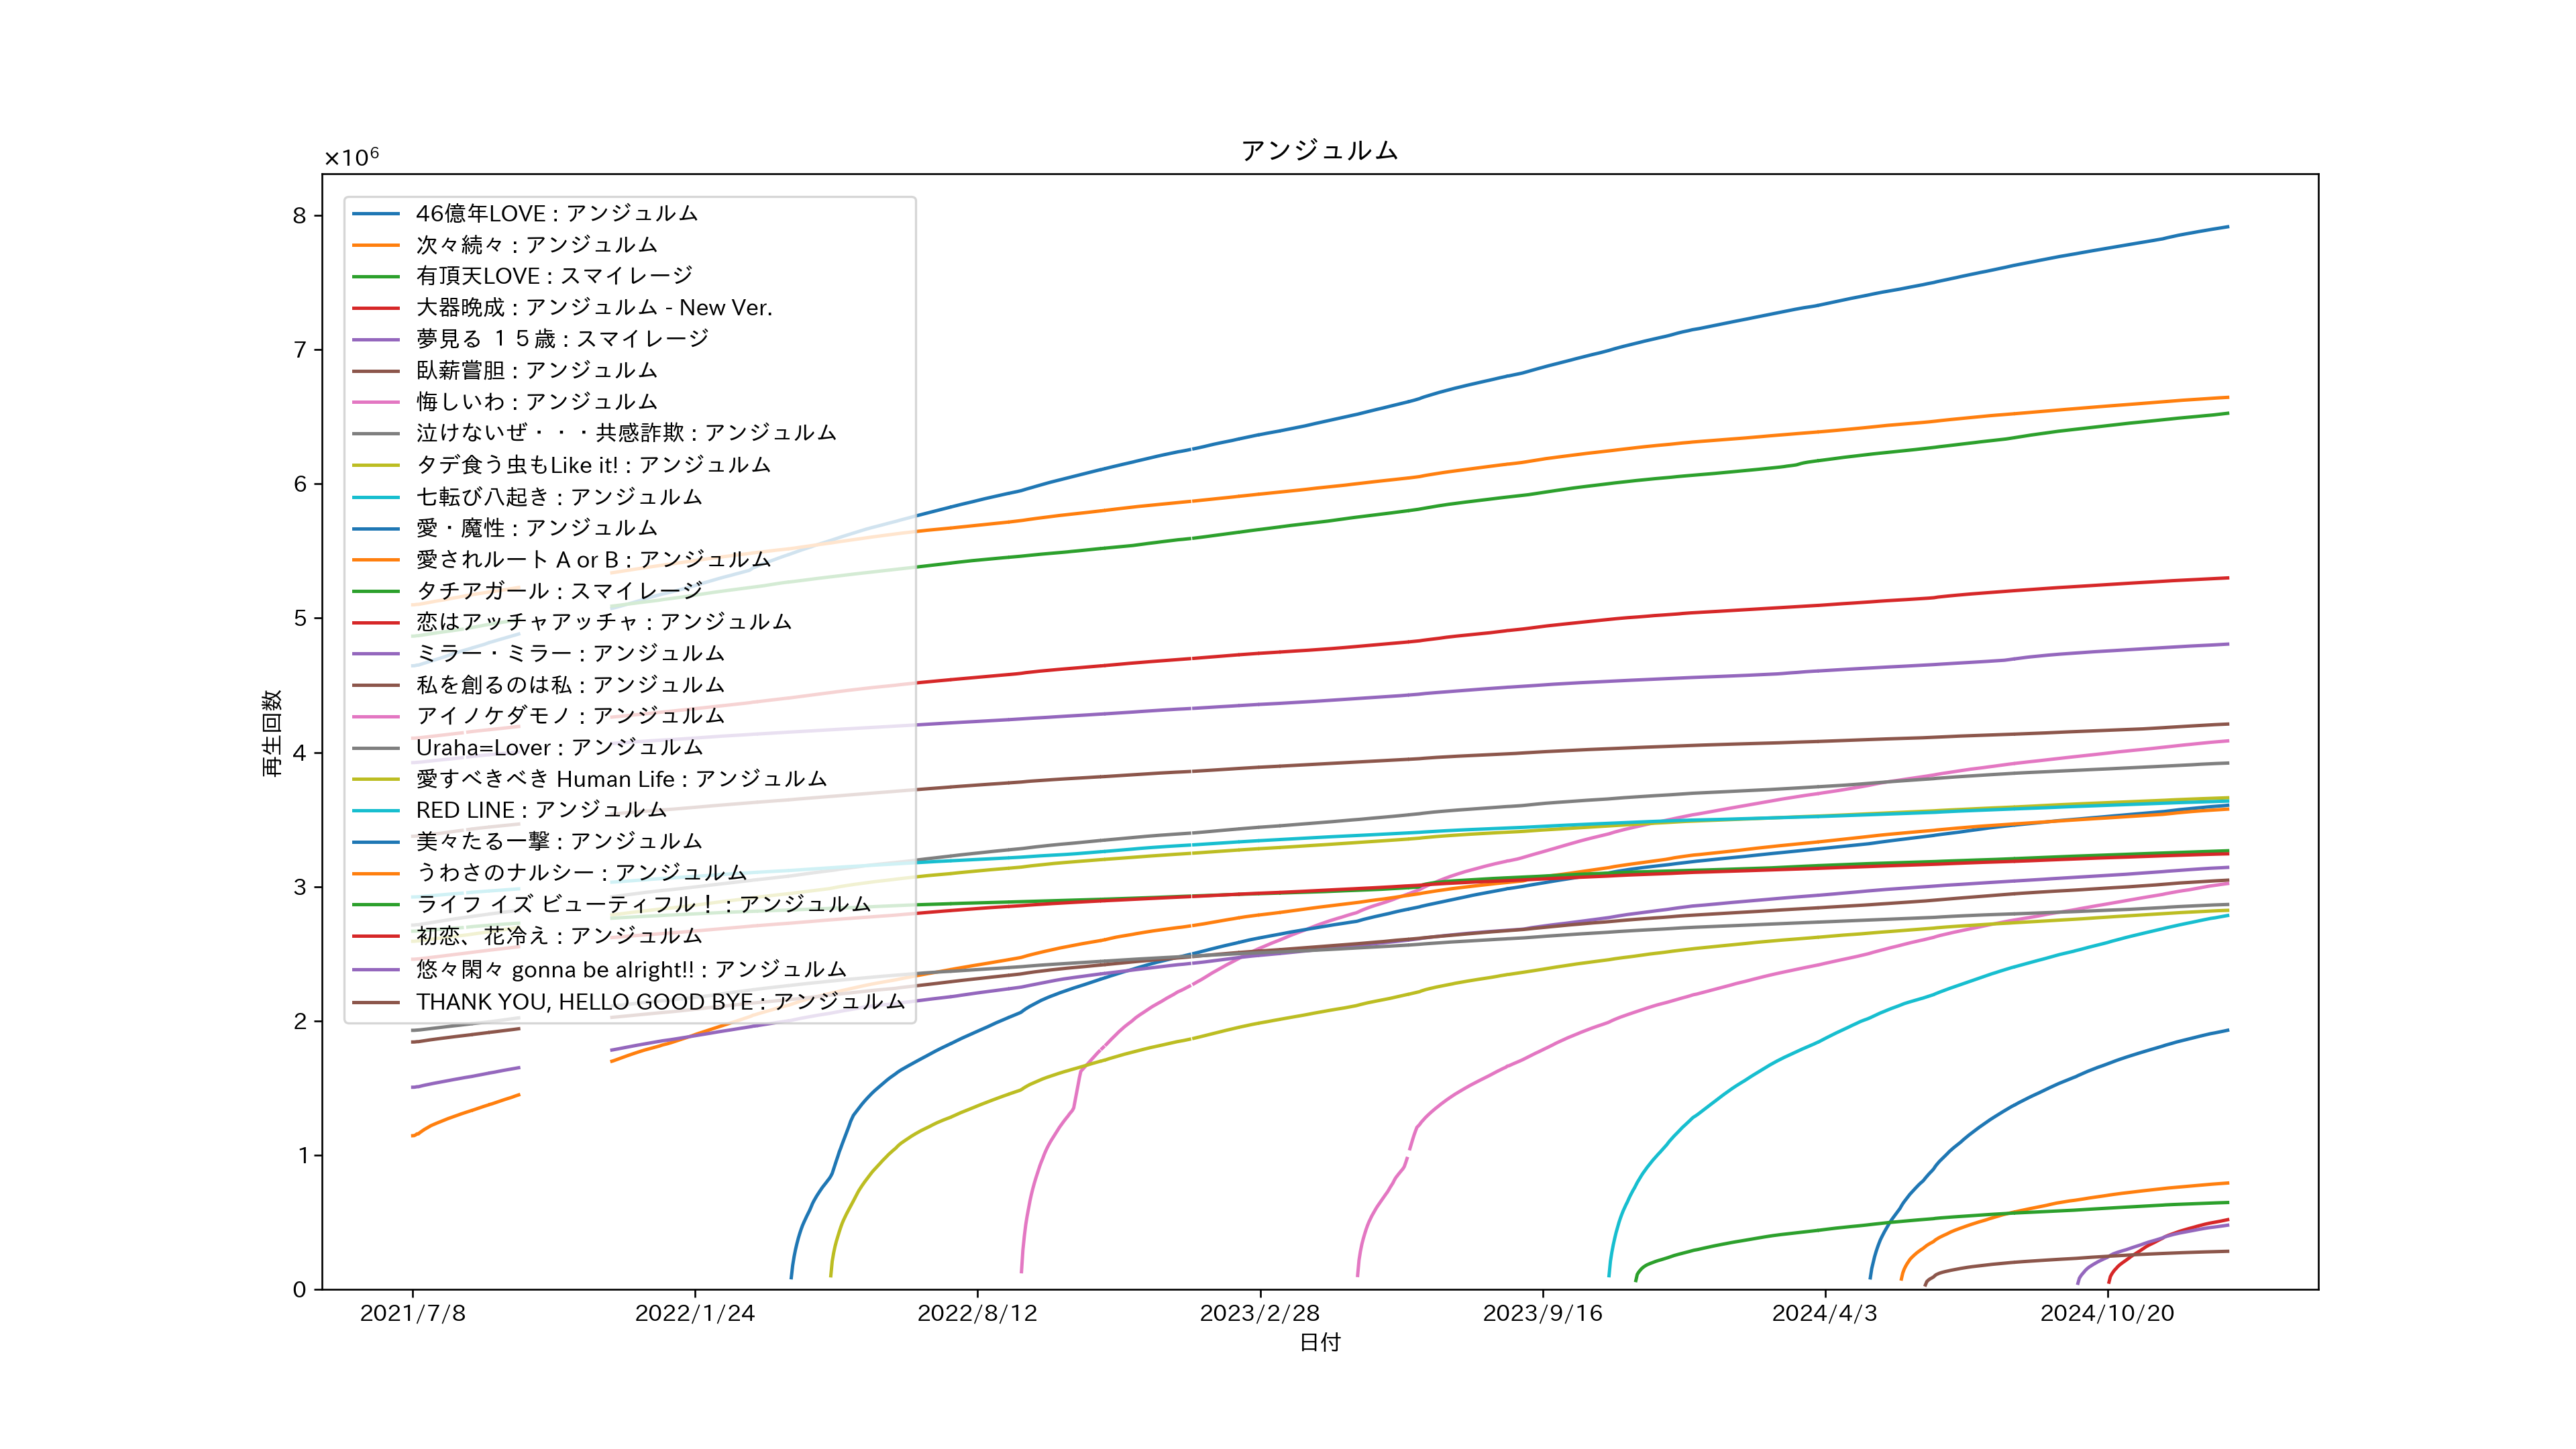 アンジュルム
×10⁶
8
7
6
5
4
3
2
1
0
再生回数
46億年LOVE : アンジュルム
次々続々 : アンジュルム
有頂天LOVE : スマイレージ
大器晩成 : アンジュルム - New Ver.
夢見る １５歳 : スマイレージ
臥薪嘗胆 : アンジュルム
悔しいわ : アンジュルム
泣けないぜ・・・共感詐欺 : アンジュルム
タデ食う虫もLike it! : アンジュルム
七転び八起き : アンジュルム
愛・魔性 : アンジュルム
愛されルート A or B : アンジュルム
タチアガール : スマイレージ
恋はアッチャアッチャ : アンジュルム
ミラー・ミラー : アンジュルム
私を創るのは私 : アンジュルム
アイノケダモノ : アンジュルム
Uraha=Lover : アンジュルム
愛すべきべき Human Life : アンジュルム
RED LINE : アンジュルム
美々たる一撃 : アンジュルム
うわさのナルシー : アンジュルム
ライフ イズ ビューティフル！ : アンジュルム
初恋、花冷え : アンジュルム
悠々閑々 gonna be alright!! : アンジュルム
THANK YOU, HELLO GOOD BYE : アンジュルム
2021/7/8 2022/1/24 2022/8/12 2023/2/28 2023/9/16 2024/4/3 2024/10/20
日付